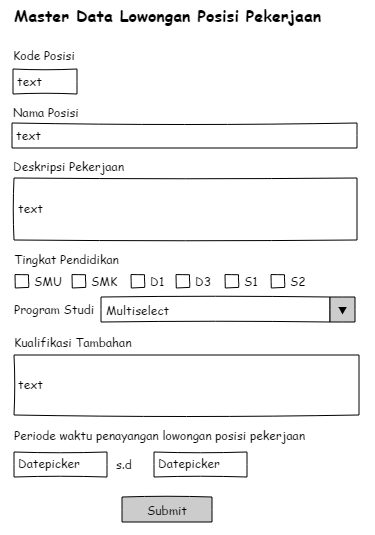 Master Data Lowongan Posisi Pekerjaan
Kode Posisi
text
Nama Posisi
text
Deskripsi Pekerjaan
text
Tingkat Pendidikan
SMU SMK D1 D3 S1 S2
Program Studi Multiselect
Kualifikasi Tambahan
text
Periode waktu penayangan lowongan posisi pekerjaan
Datepicker s.d Datepicker
Submit